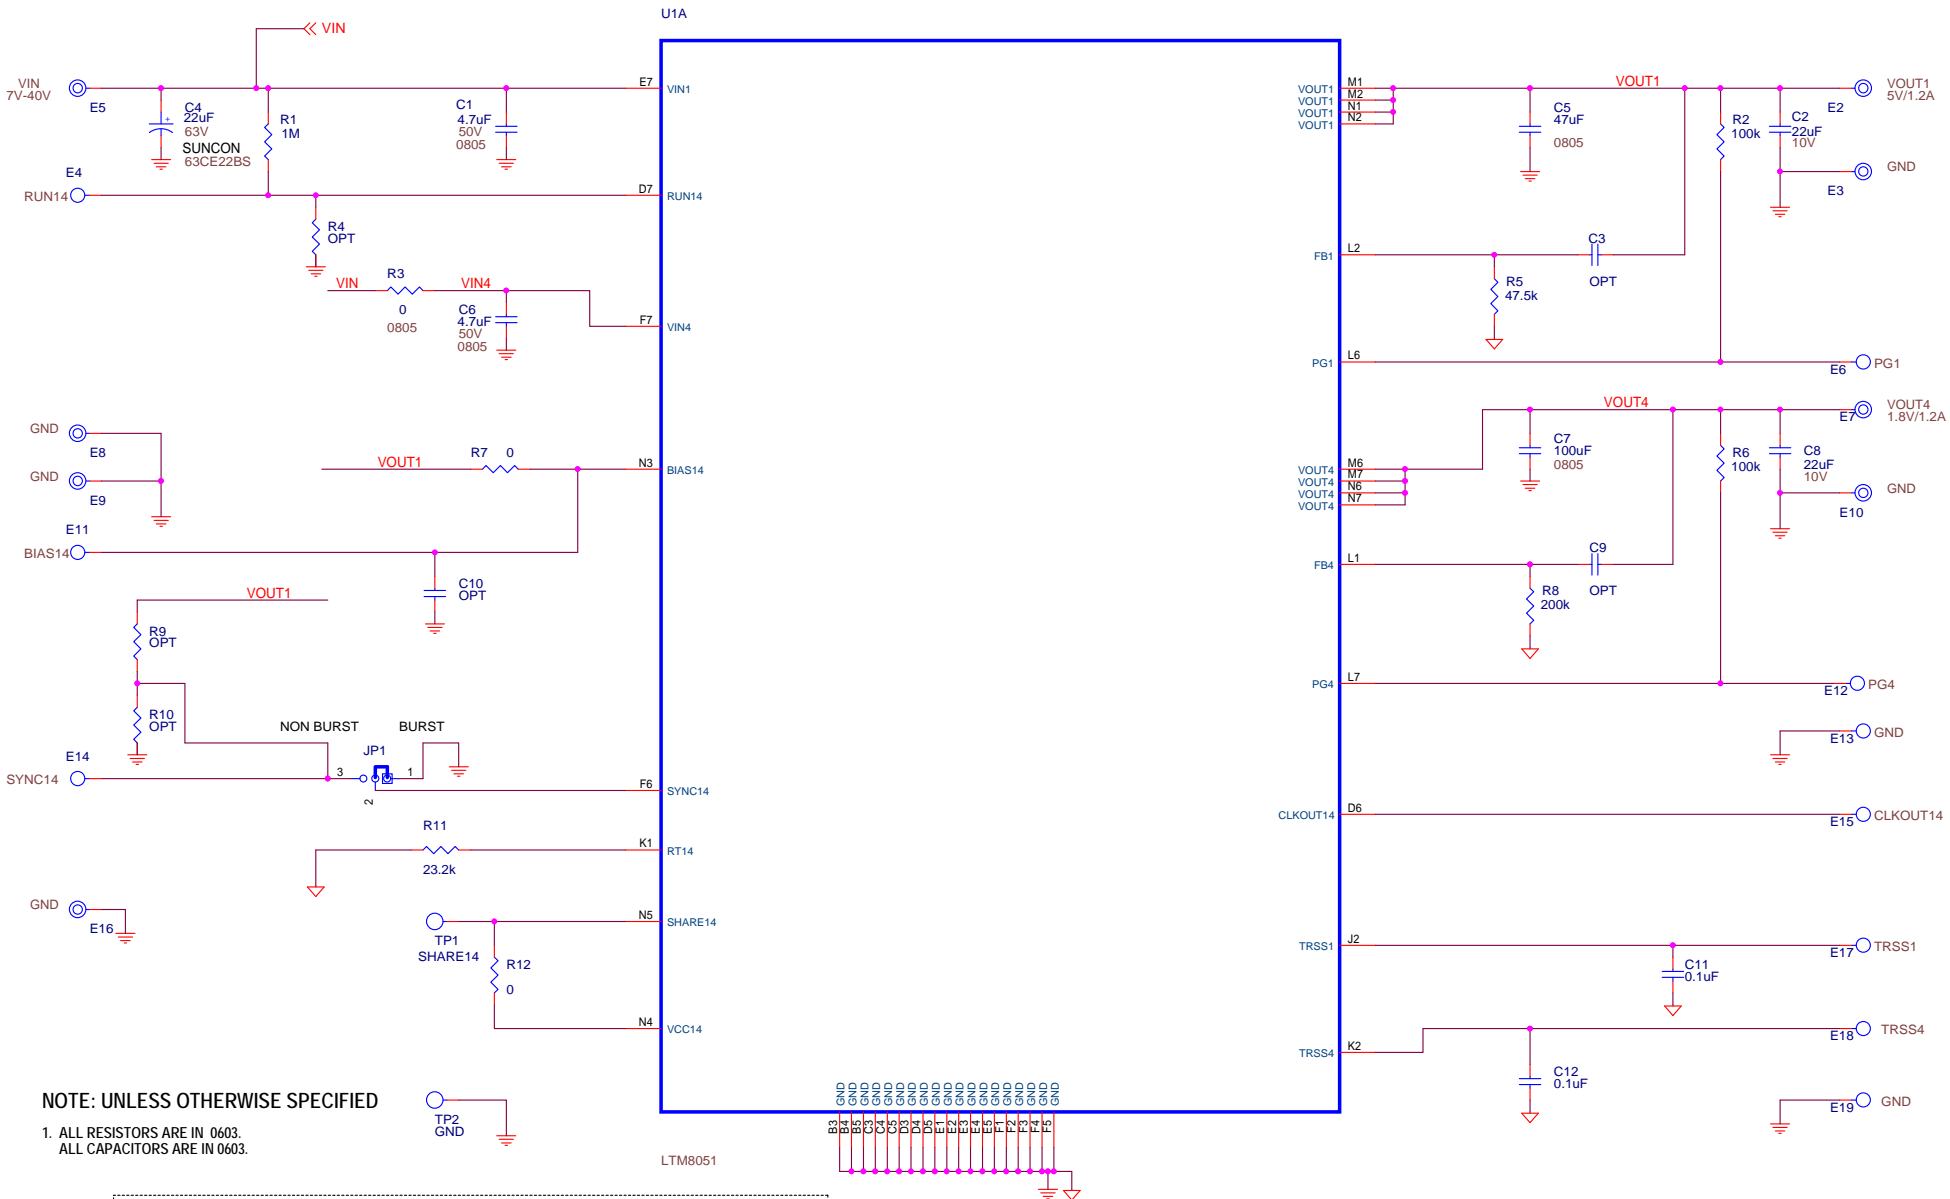 U1A
VIN
VIN
7V-40V
E5
C4
22uF
63V
SUNCON
63CE22BS
R1
1M
C1
4.7uF
50V
0805
E7
VIN1
E4
RUN14
D7
RUN14
R4
OPT
VIN
R3
0
0805
VIN4
C6
4.7uF
50V
0805
F7
VIN4
GND
E8
GND
E9
VOUT1
R7
0
N3
BIAS14
E11
BIAS14
C10
OPT
VOUT1
R9
OPT
R10
OPT
NON BURST
BURST
JP1
3
1
2
E14
SYNC14
F6
SYNC14
R11
23.2k
K1
RT14
GND
E16
TP1
SHARE14
N5
SHARE14
R12
0
N4
VCC14
TP2
GND
NOTE: UNLESS OTHERWISE SPECIFIED
1. ALL RESISTORS ARE IN 0603.
ALL CAPACITORS ARE IN 0603.
LTM8051
GND GND GND GND GND GND GND GND GND GND GND GND GND GND GND GND GND GND GND
B3 B4 B5 C3 C4 C5 D3 D4 D5 E1 E2 E3 E4 E5 F1 F2 F3 F4 F5
VOUT1 M1
VOUT1 M2
VOUT1 N1
VOUT1 N2
VOUT1
C5
47uF
0805
R2
100k
C2
22uF
10V
E2
VOUT1
5V/1.2A
GND
E3
FB1
L2
C3
OPT
R5
47.5k
PG1
L6
E6
PG1
VOUT4
E7
VOUT4
1.8V/1.2A
C7
100uF
0805
R6
100k
C8
22uF
10V
VOUT4 M6
VOUT4 M7
VOUT4 N6
VOUT4 N7
GND
E10
FB4
L1
C9
OPT
R8
200k
PG4
L7
E12
PG4
E13
GND
CLKOUT14
D6
E15
CLKOUT14
TRSS1
J2
E17
TRSS1
C11
0.1uF
TRSS4
K2
E18
TRSS4
C12
0.1uF
E19
GND